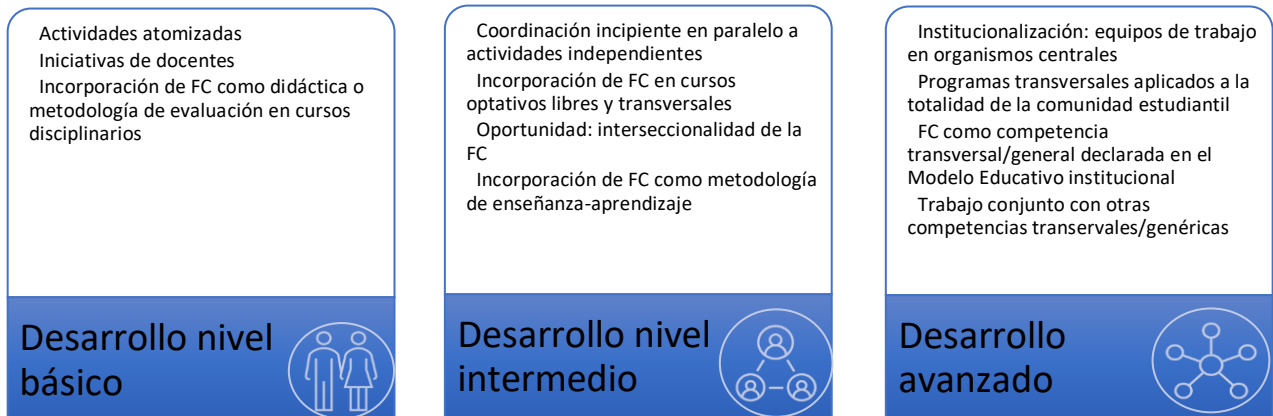 Actividades atomizadas
Iniciativas de docentes
Incorporación de FC como didáctica o
metodología de evaluación en cursos
disciplinarios
Desarrollo nivel
básico
Coordinación incipiente en paralelo a
actividades independientes
Incorporación de FC en cursos
optativos libres y transversales
Oportunidad: interseccionalidad de la
FC
Incorporación de FC como metodología
de enseñanza-aprendizaje
Desarrollo nivel
intermedio
Institucionalización: equipos de trabajo
en organismos centrales
Programas transversales aplicados a la
totalidad de la comunidad estudiantil
FC como competencia
transversal/general declarada en el
Modelo Educativo institucional
Trabajo conjunto con otras
competencias transervales/genéricas
Desarrollo
avanzado